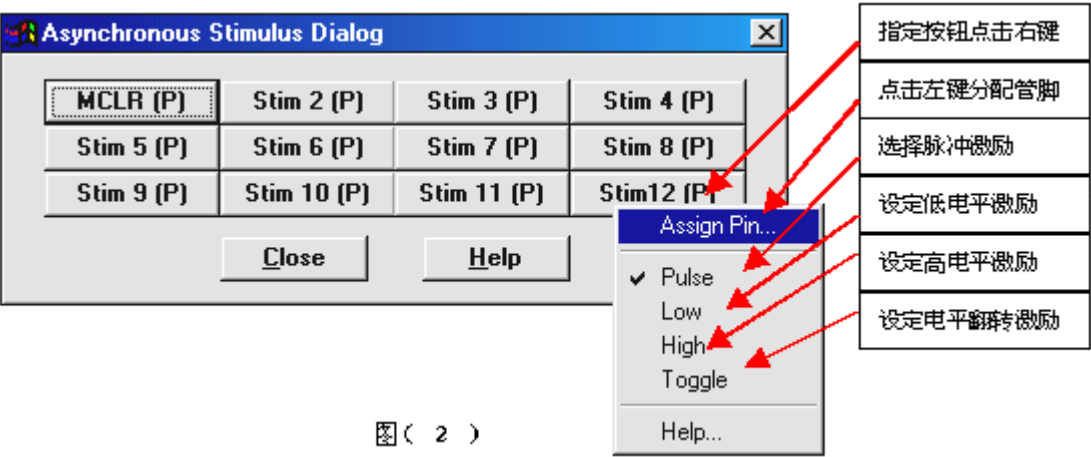 Asynchronous Stimulus Dialog
MCLR (P) Stim 2 (P) Stim 3 (P) Stim 4 (P)
Stim 5 (P) Stim 6 (P) Stim 7 (P) Stim 8 (P)
Stim 9 (P) Stim 10 (P) Stim 11 (P) Stim12 (P)
Close Help
Assign Pin...
Pulse
Low
High
Toggle
Help...
指定按钮点击右键
点击左键分配管脚
选择脉冲激励
设定低电平激励
设定高电平激励
设定电平翻转激励
图( 2 )